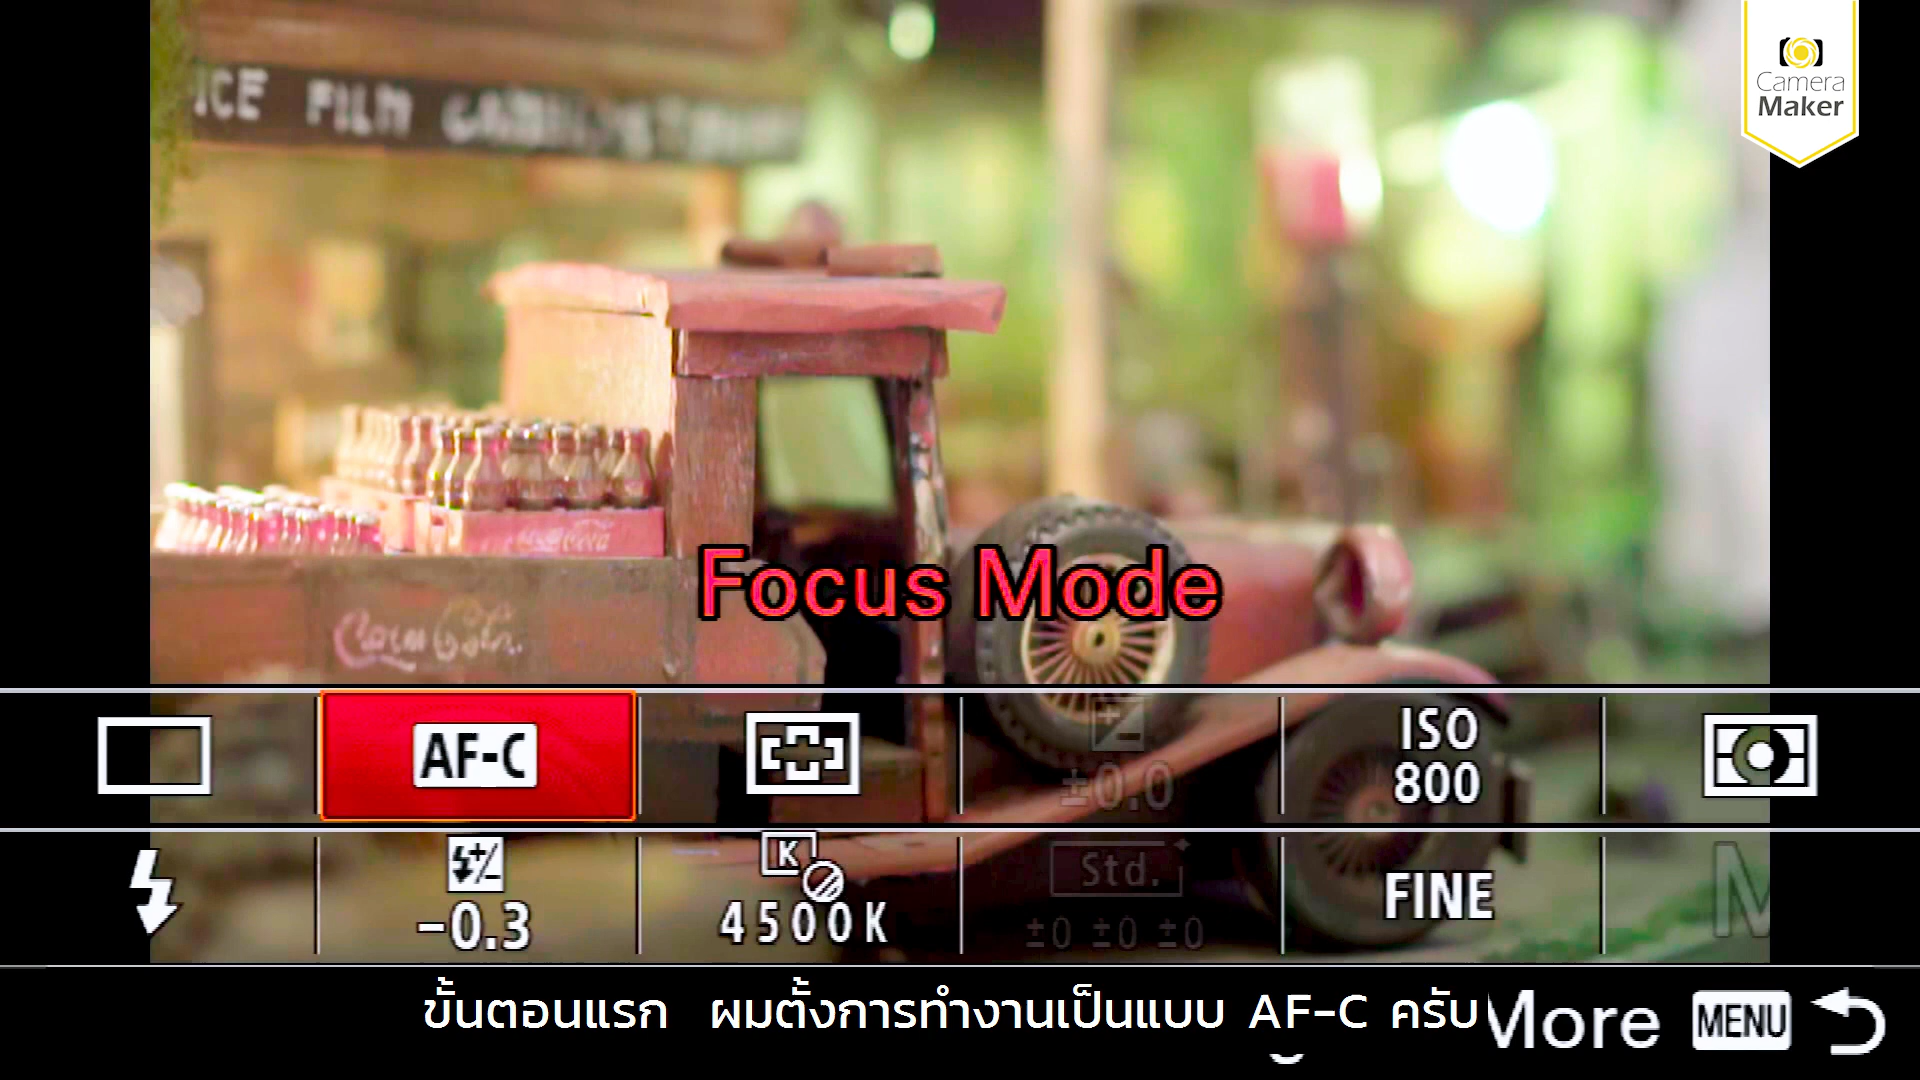 ICE FILM
Camera
Maker
Coca-Cola
Focus Mode
AF-C
±0.0
ISO
800
-0.3
K
4500K
Std.
±0 ±0 ±0
FINE
M
ขั้นตอนแรก ผมตั้งการทำงานเป็นแบบ AF-C ครับ
More MENU